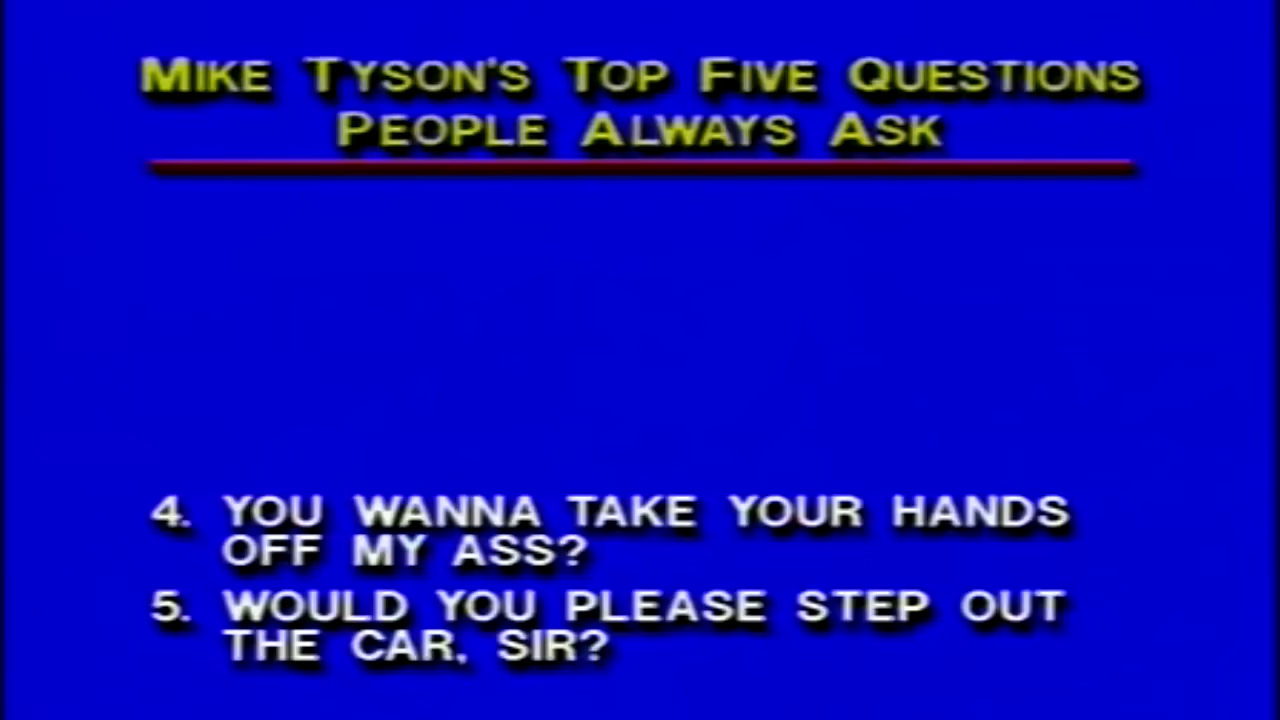 MIKE TYSON'S TOP FIVE QUESTIONS
PEOPLE ALWAYS ASK
4. YOU WANNA TAKE YOUR HANDS
OFF MY ASS?
5. WOULD YOU PLEASE STEP OUT
THE CAR, SIR?